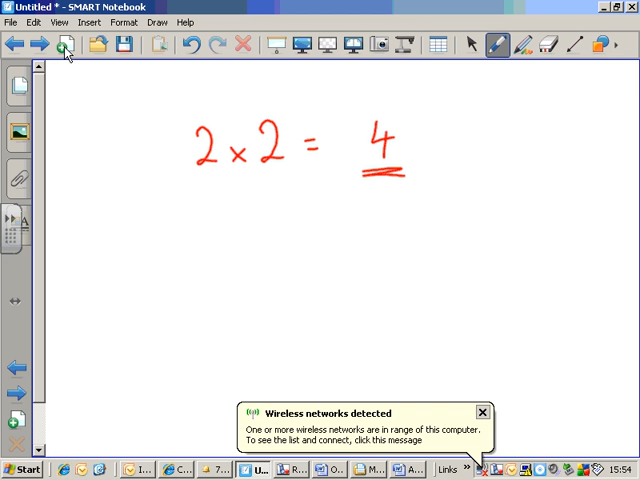 Untitled * - SMART Notebook
File Edit View Insert Format Draw Help
2 × 2 = 4
A
Wireless networks detected
One or more wireless networks are in range of this computer.
To see the list and connect, click this message
Start I... C... 7... U... R... O... M... A... Links » 15:54